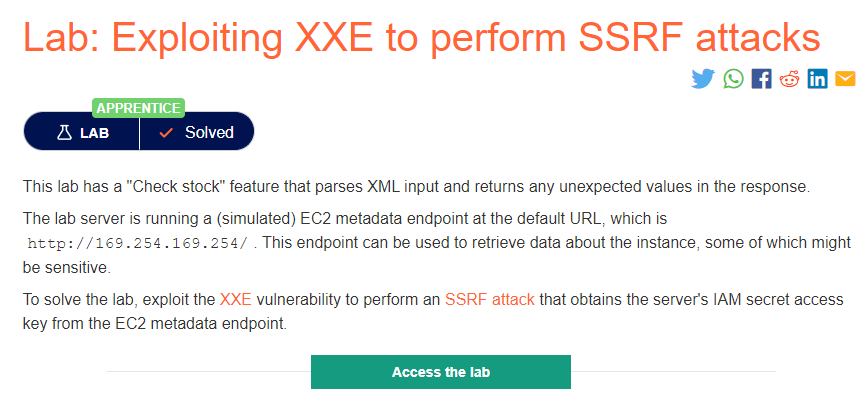 Lab: Exploiting XXE to perform SSRF attacks
APPRENTICE
LAB Solved
This lab has a "Check stock" feature that parses XML input and returns any unexpected values in the response.
The lab server is running a (simulated) EC2 metadata endpoint at the default URL, which is
http://169.254.169.254/ . This endpoint can be used to retrieve data about the instance, some of which might
be sensitive.
To solve the lab, exploit the XXE vulnerability to perform an SSRF attack that obtains the server's IAM secret access
key from the EC2 metadata endpoint.
Access the lab